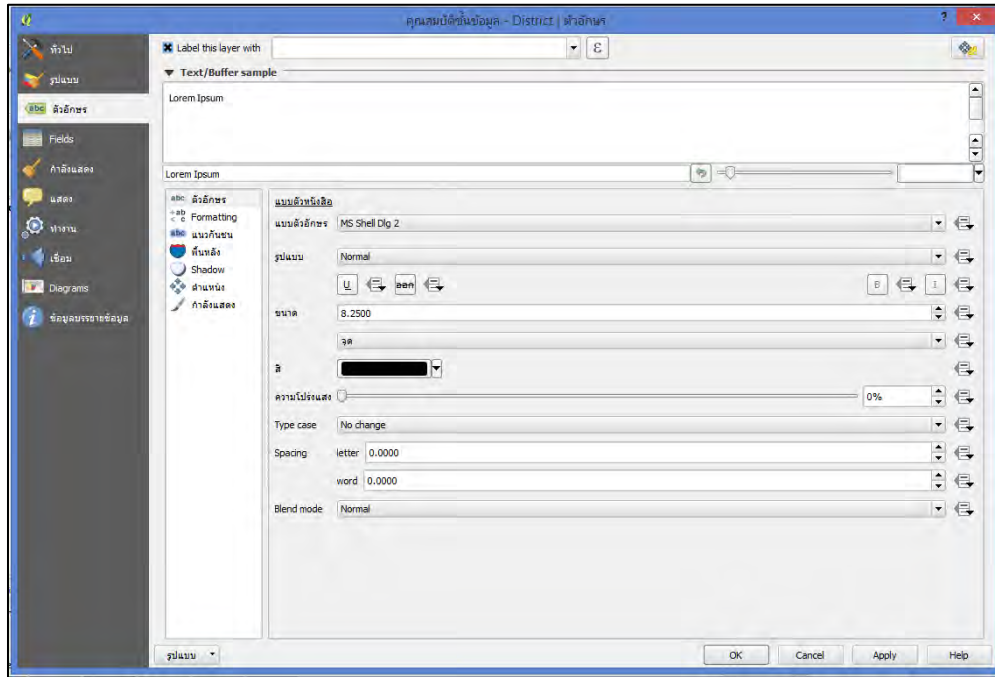 คุณสมบัติชั้นข้อมูล - District | ตัวอักษร
?
ทั่วไป
รูปแบบ
abc ตัวอักษร
Fields
กำลังแสดง
แสดง
ทำงาน
เชื่อม
Diagrams
ข้อมูลบรรยายข้อมูล
Label this layer with
ε
Text/Buffer sample
Lorem Ipsum
Lorem Ipsum
abc ตัวอักษร
Formatting
abc แนวกันชน
พื้นหลัง
Shadow
ตำแหน่ง
กำลังแสดง
แบบตัวหนังสือ
แบบตัวอักษร MS Shell Dlg 2
รูปแบบ Normal
U ออก B I
ขนาด 8.2500
จุด
สี
ความโปร่งแสง 0%
Type case No change
Spacing letter 0.0000
word 0.0000
Blend mode Normal
รูปแบบ
OK Cancel Apply Help